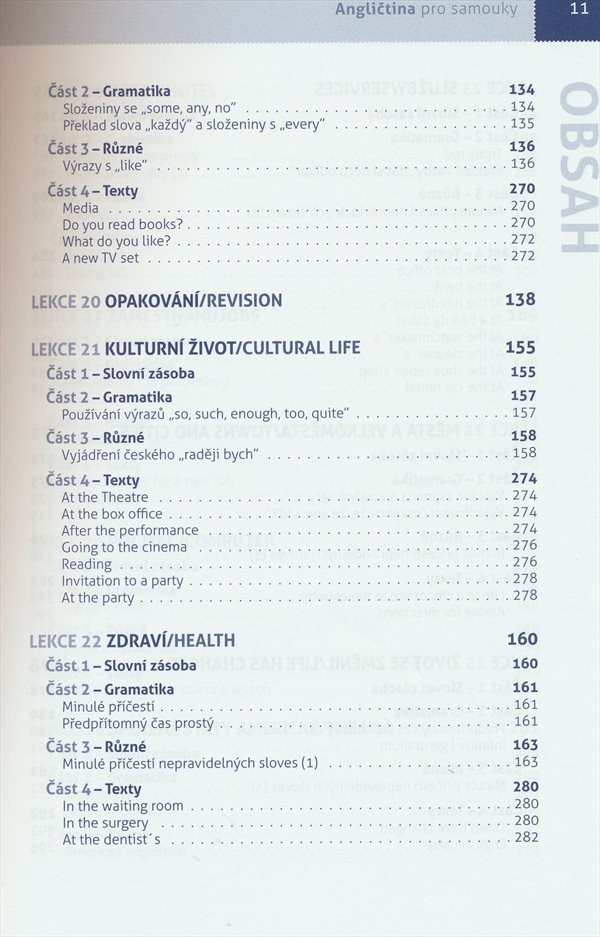 Angličtina pro samouky 11
OBSAH
Část 2 – Gramatika 134
Složeniny se „some, any, no“ 134
Překlad slova „každý“ a složeniny s „every“ 135
Část 3 – Různé 136
Výrazy s „like“ 136
Část 4 – Texty 270
Media 270
Do you read books? 270
What do you like? 272
A new TV set 272
LEKCE 20 OPAKOVÁNÍ/REVISION 138
LEKCE 21 KULTURNÍ ŽIVOT/CULTURAL LIFE 155
Část 1 – Slovní zásoba 155
Část 2 – Gramatika 157
Používání výrazů „so, such, enough, too, quite“ 157
Část 3 – Různé 158
Vyjádření českého „raději bych“ 158
Část 4 – Texty 274
At the Theatre 274
At the box office 274
After the performance 274
Going to the cinema 276
Reading 276
Invitation to a party 278
At the party 278
LEKCE 22 ZDRAVÍ/HEALTH 160
Část 1 – Slovní zásoba 160
Část 2 – Gramatika 161
Minulé příčestí 161
Předpřítomný čas prostý 161
Část 3 – Různé 163
Minulé příčestí nepravidelných sloves (1) 163
Část 4 – Texty 280
In the waiting room 280
In the surgery 280
At the dentist´s 282